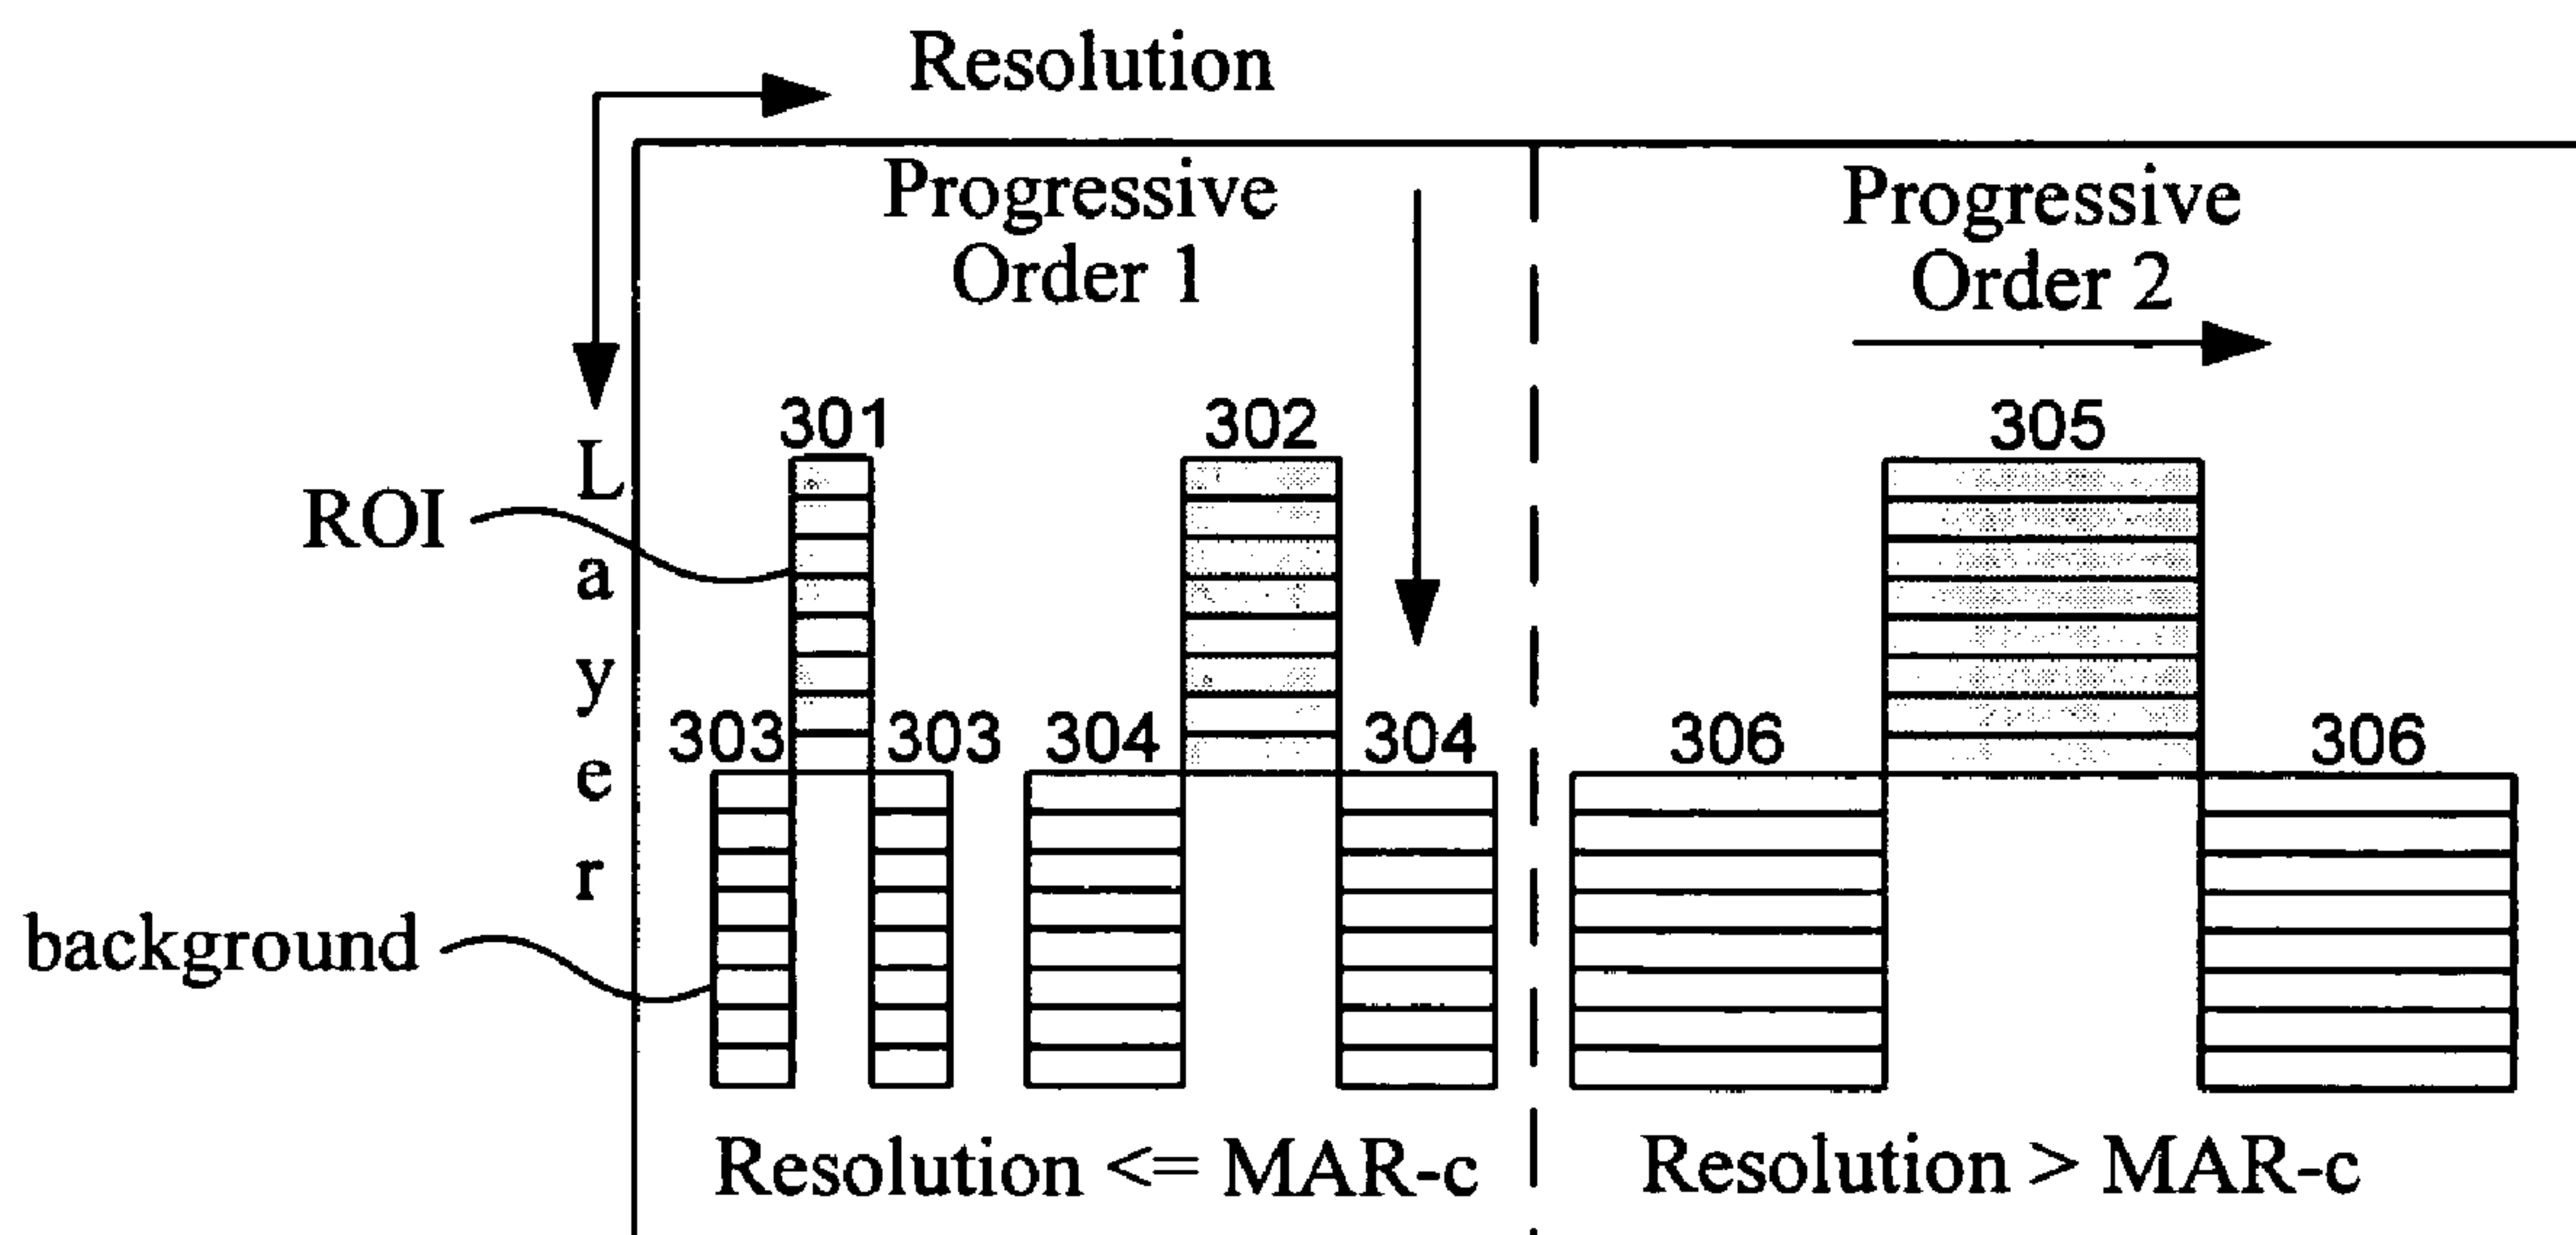 Resolution
Progressive
Order 1
Progressive
Order 2
Layer
301
302
305
ROI
303
303
304
304
306
306
background
Resolution <= MAR-c
Resolution > MAR-c